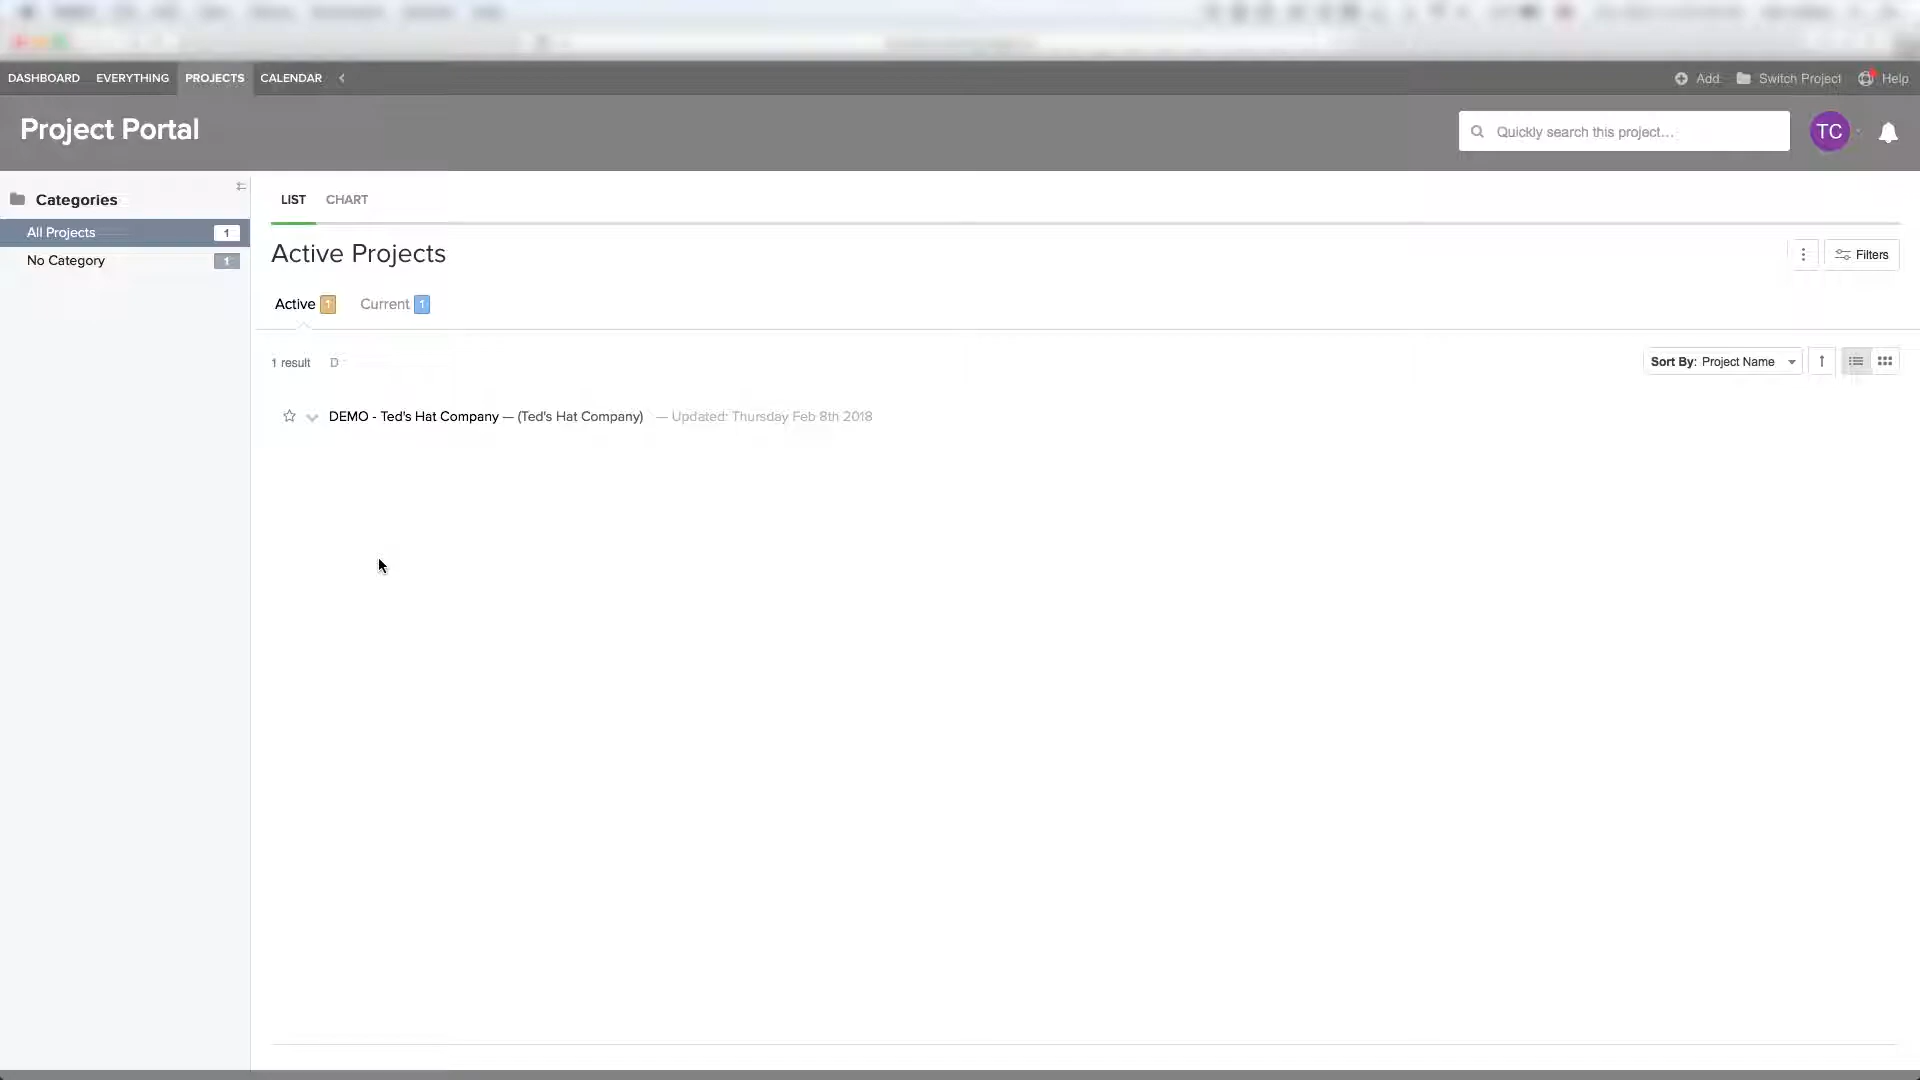 DASHBOARD EVERYTHING PROJECTS CALENDAR
Add Switch Project Help
Project Portal
Quickly search this project...
TC
Categories
All Projects 1
No Category 1
LIST CHART
Active Projects
Filters
Active 1 Current 1
1 result D
Sort By: Project Name
DEMO - Ted's Hat Company — (Ted's Hat Company) — Updated: Thursday Feb 8th 2018